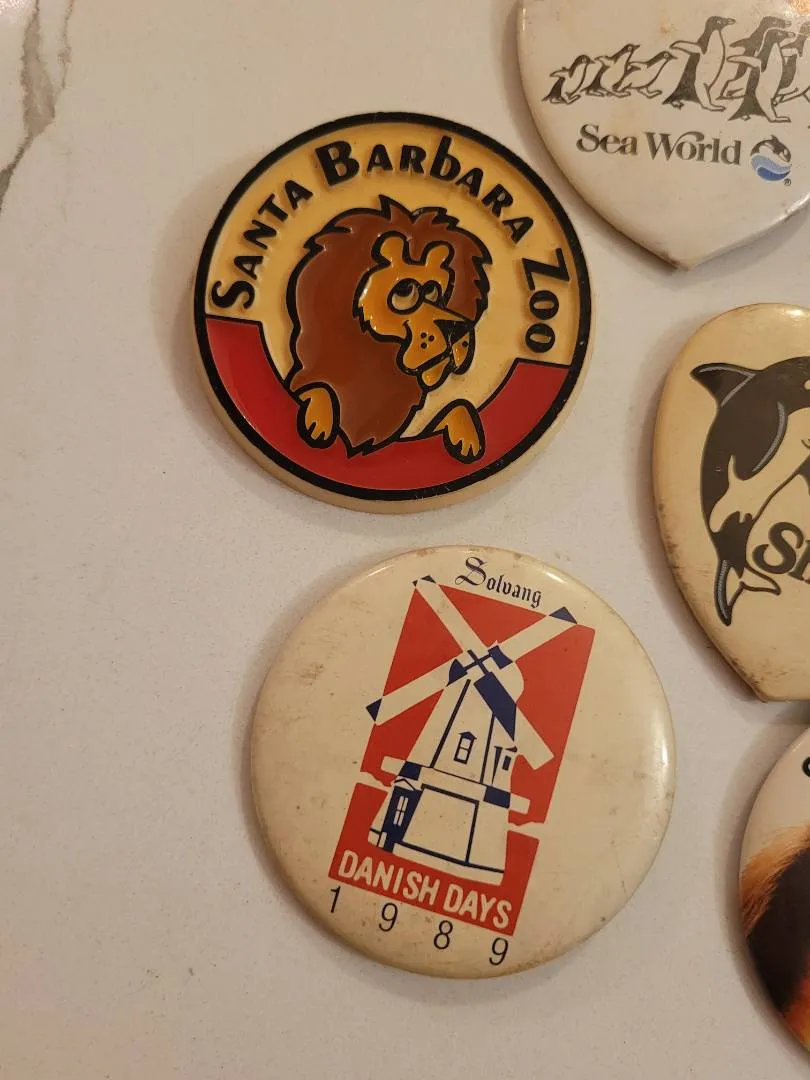 Santa Barbara Zoo
Sea World
®
Solvang
DANISH DAYS
1989